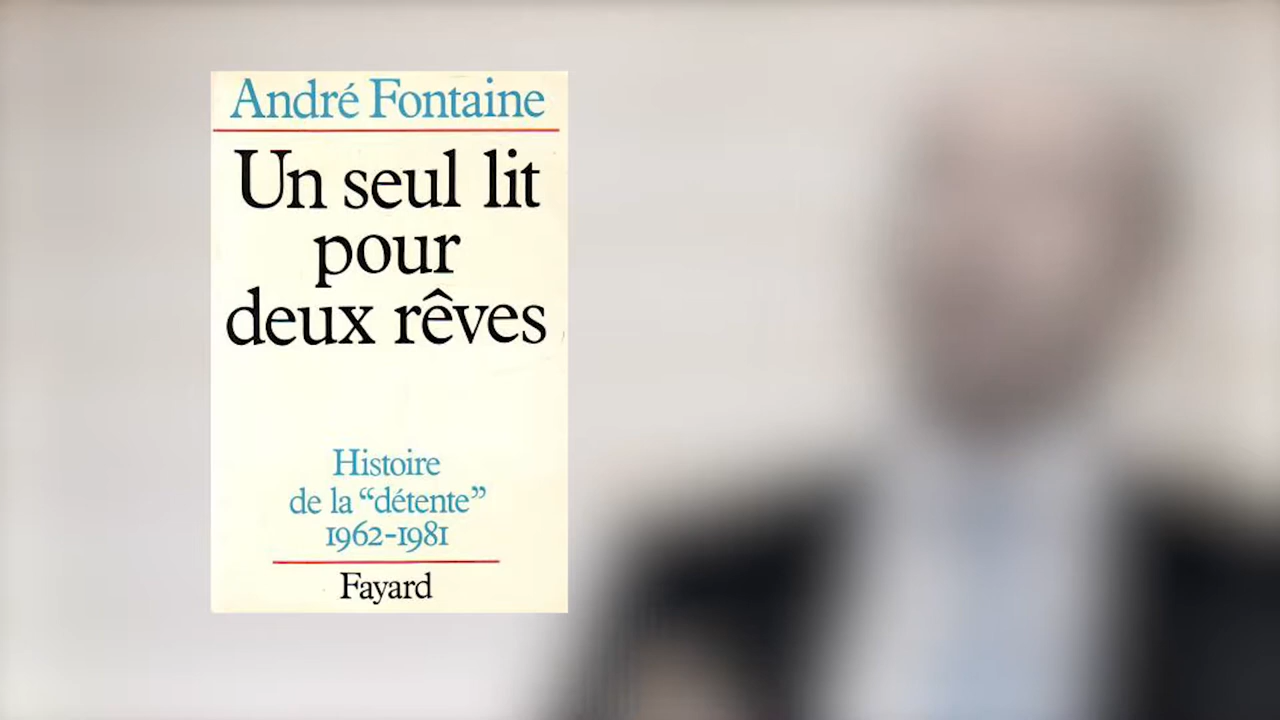 André Fontaine
Un seul lit
pour
deux rêves
Histoire
de la “détente”
1962-1981
Fayard